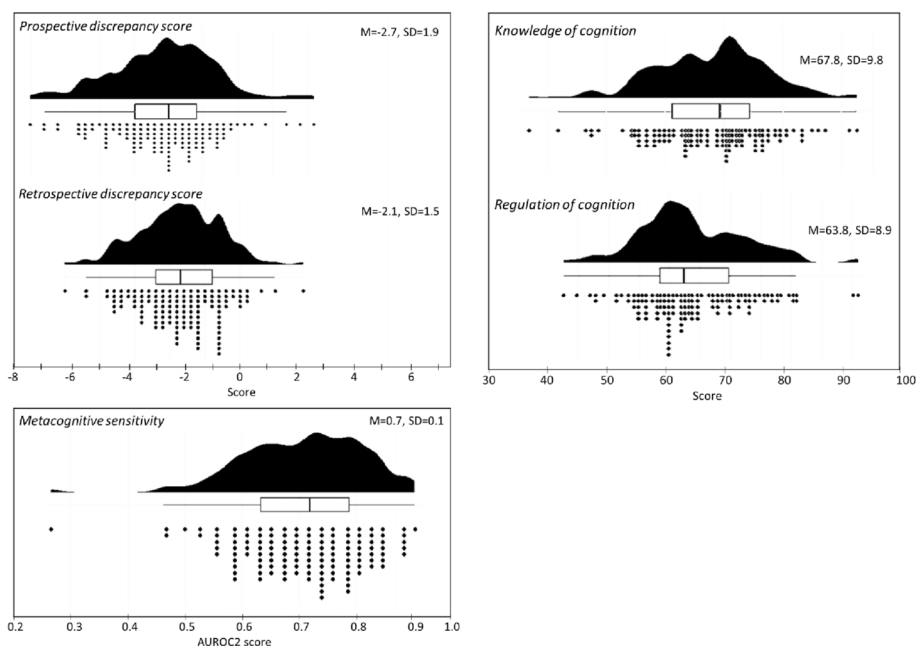 Prospective discrepancy score
M=-2.7, SD=1.9
Retrospective discrepancy score
M=-2.1, SD=1.5
-8 -6 -4 -2 0 2 4 6
Score
Knowledge of cognition
M=67.8, SD=9.8
Regulation of cognition
M=63.8, SD=8.9
30 40 50 60 70 80 90 100
Score
Metacognitive sensitivity
M=0.7, SD=0.1
0.2 0.3 0.4 0.5 0.6 0.7 0.8 0.9 1.0
AUROC2 score